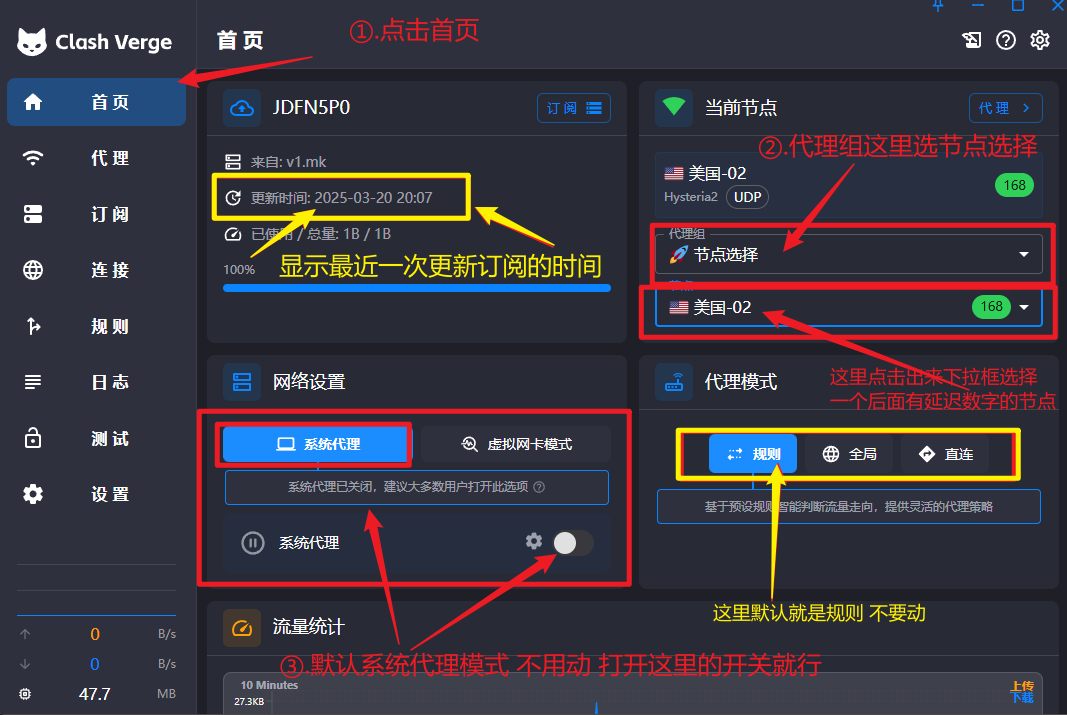 Clash Verge
首页
①.点击首页
首页
代理
订阅
连接
规则
日志
测试
设置
0 B/s
0 B/s
47.7 MB
JDFN5P0
订阅
来自: v1.mk
更新时间: 2025-03-20 20:07
已使用 / 总量: 1B / 1B
100%
显示最近一次更新订阅的时间
当前节点
代理
②.代理组这里选节点选择
美国-02
168
Hysteria2 UDP
代理组
节点选择
节点
美国-02
168
这里点击出来下拉框选择
一个后面有延迟数字的节点
网络设置
系统代理
虚拟网卡模式
系统代理已关闭，建议大多数用户打开此选项
系统代理
代理模式
规则
全局
直连
基于预设规则智能判断流量走向，提供灵活的代理策略
这里默认就是规则 不要动
流量统计
③.默认系统代理模式 不用动 打开这里的开关就行
10 Minutes
27.3KB
上传
下载